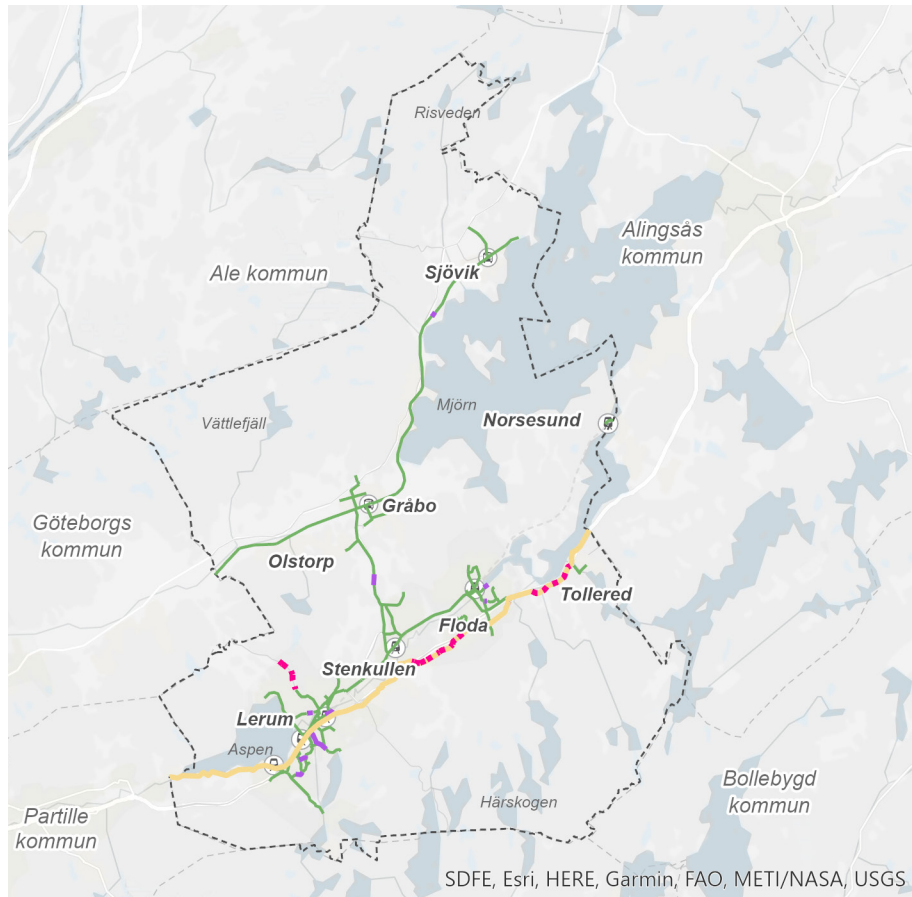 Risveden
Alingsås
kommun
Ale kommun
Sjövik
Mjörn
Vättlefjäll
Norsesund
Göteborgs
kommun
Gråbo
Olstorp
Tollered
Floda
Stenkullen
Lerum
Aspen
Partille
kommun
Härskogen
Bollebygd
kommun
SDFE, Esri, HERE, Garmin, FAO, METI/NASA, USGS